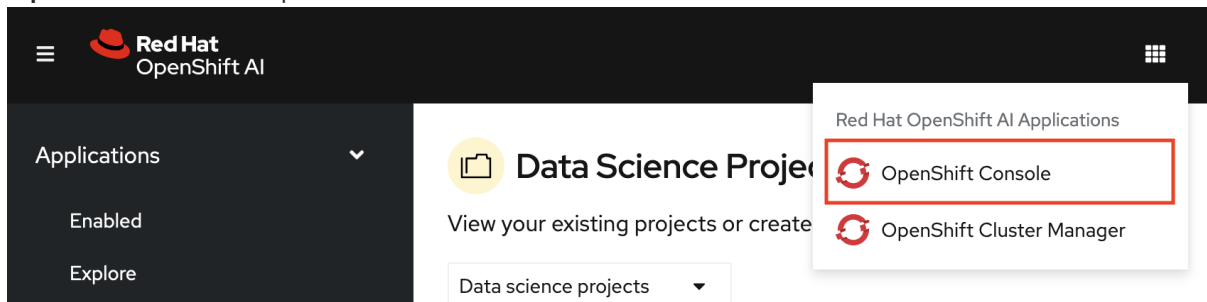 Red Hat
OpenShift AI
Red Hat OpenShift AI Applications
OpenShift Console
OpenShift Cluster Manager
Applications
Enabled
Explore
Data Science Proje
View your existing projects or create
Data science projects